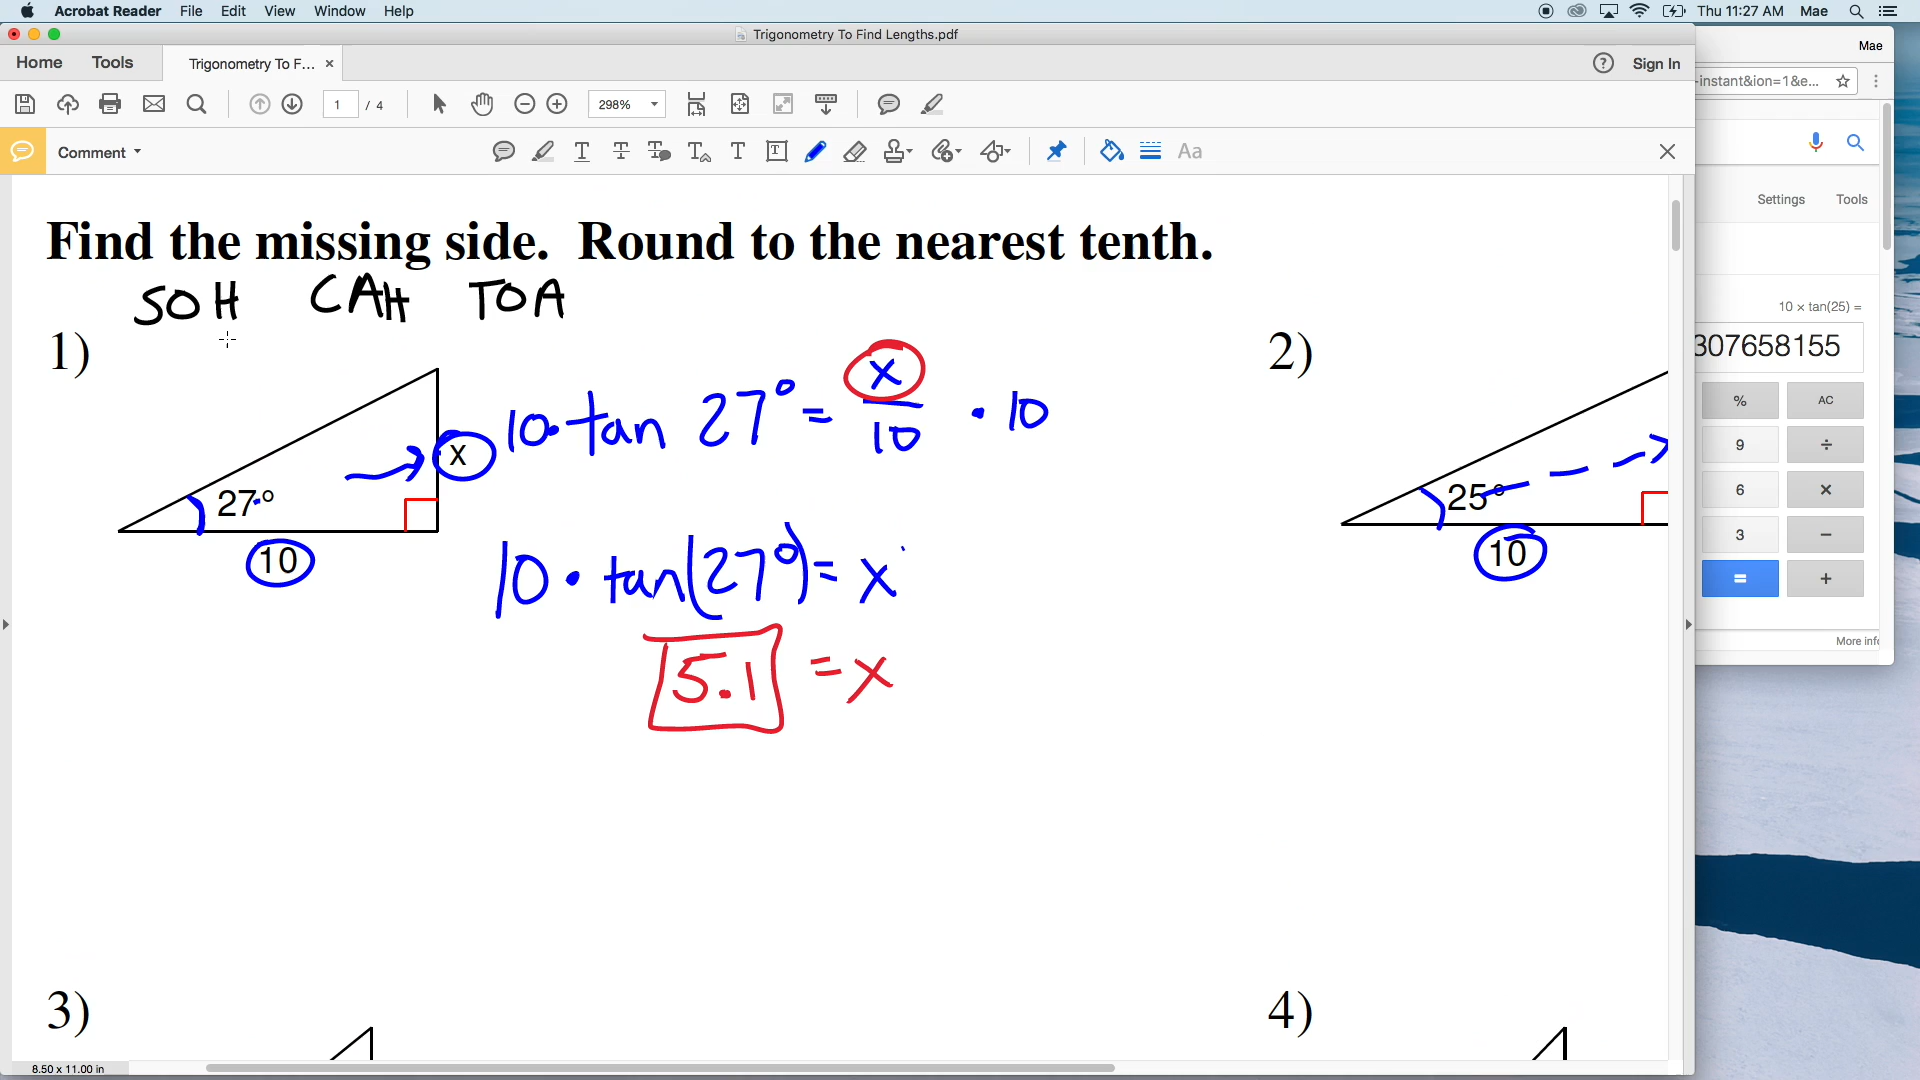 Acrobat Reader File Edit View Window Help Thu 11:27 AM Mae
Trigonometry To Find Lengths.pdf
Mae
Home Tools Trigonometry To F... × ? Sign In
-instant&ion=1&e...
1 / 4 298%
Comment Aa
Settings Tools
Find the missing side. Round to the nearest tenth.
SOH CAH TOA
10 × tan(25) =
307658155
1)
10·tan 27° = x/10 · 10
x
27°
10
10 · tan(27°) = x
5.1 = x
2)
25°
10
% AC
9 ÷
6 ×
3 −
= +
More info
3)
4)
8.50 x 11.00 in